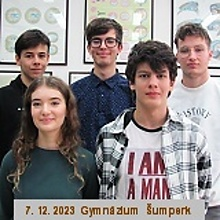 I AM
A MAN
7. 12. 2023 Gymnázium Šumperk